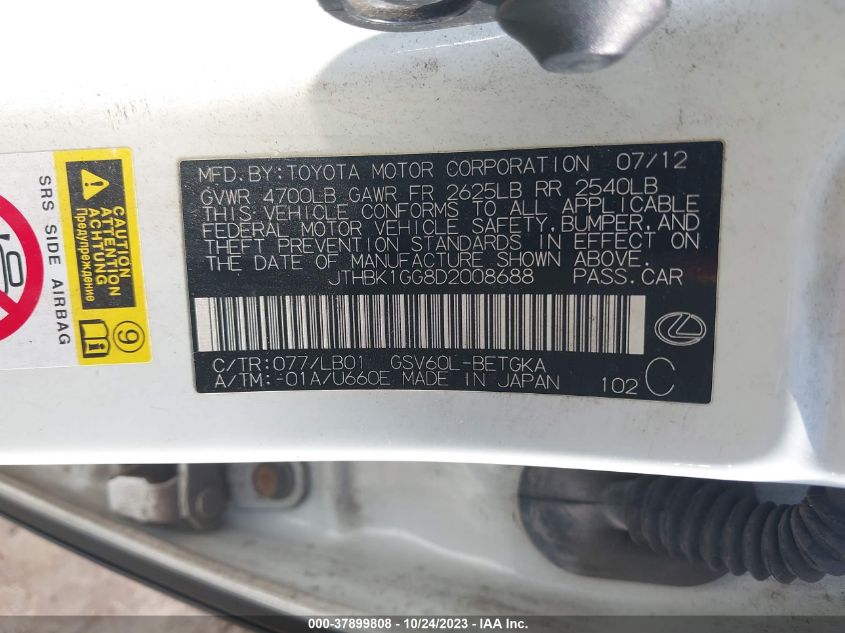 MFD.BY:TOYOTA MOTOR CORPORATION 07/12
GVWR 4700LB GAWR FR 2625LB RR 2540LB
THIS VEHICLE CONFORMS TO ALL APPLICABLE
FEDERAL MOTOR VEHICLE SAFETY, BUMPER, AND
THEFT PREVENTION STANDARDS IN EFFECT ON
THE DATE OF MANUFACTURE SHOWN ABOVE.
JTHBK1GG8D2008688 PASS.CAR
C/TR:077/LB01 GSV60L-BETGKA
A/TM:-01A/U660E MADE IN JAPAN 102 C
SRS SIDE AIRBAG
CAUTION
ATTENTION
ACHTUNG
Предупреждение
9
000-37899808 - 10/24/2023 - IAA, Inc.